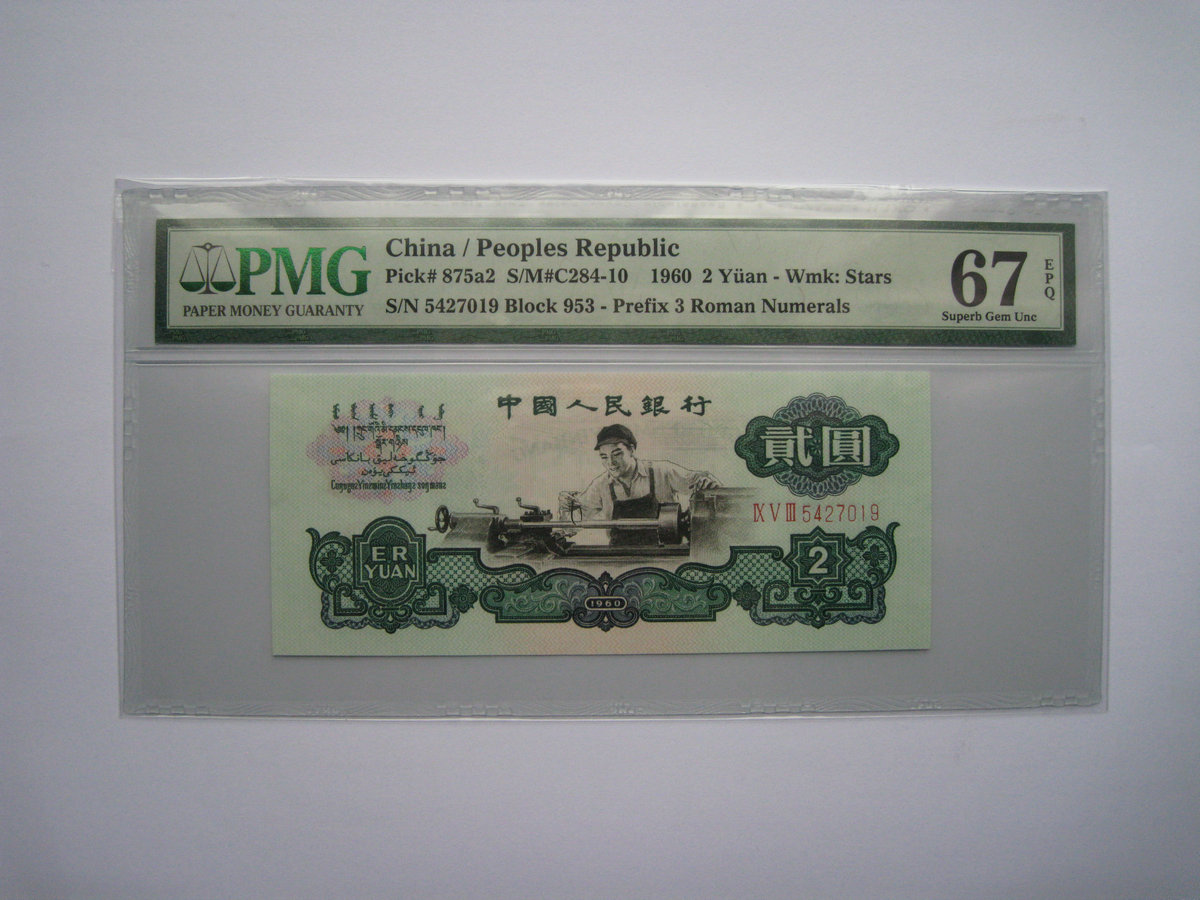 PMG
PAPER MONEY GUARANTY
China / Peoples Republic
Pick# 875a2 S/M#C284-10 1960 2 Yüan - Wmk: Stars
S/N 5427019 Block 953 - Prefix 3 Roman Numerals
67
EPQ
Superb Gem Unc
中國人民銀行
貳圓
IX V III 5427019
ER
YUAN
2
1960